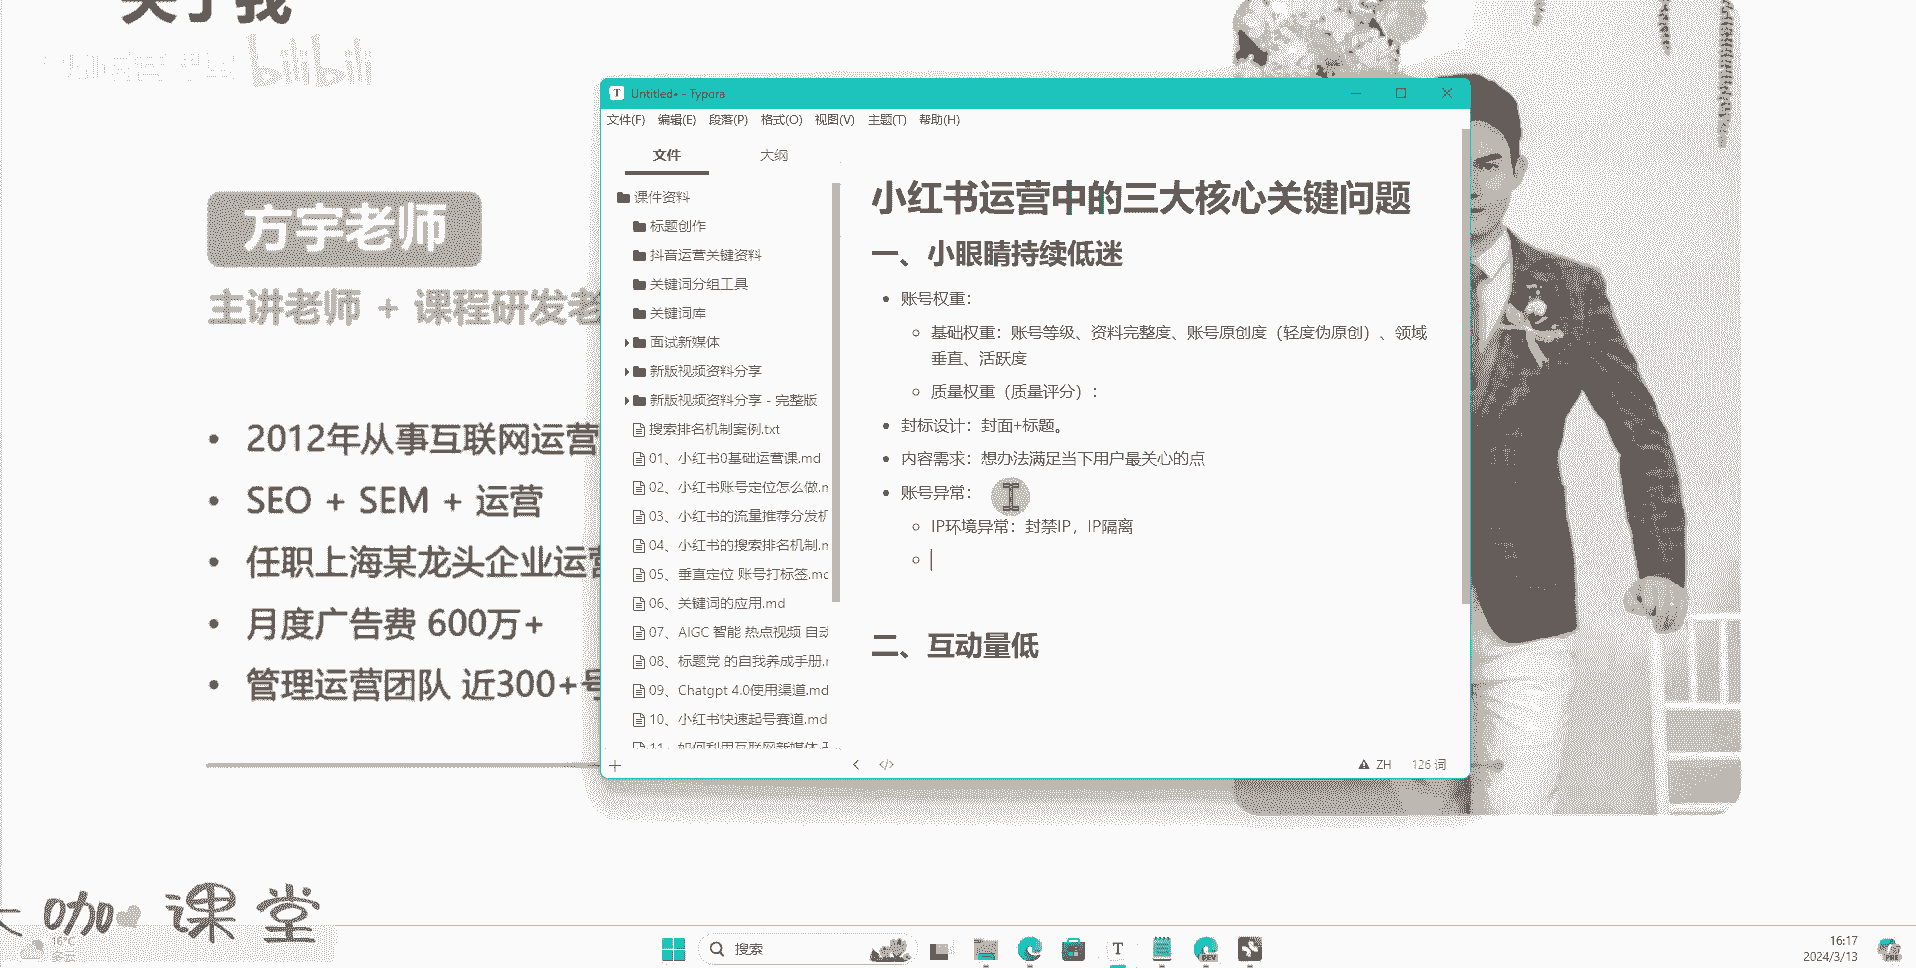 关于我
bilibili
方宇老师
主讲老师 + 课程研发老
2012年从事互联网运营
SEO + SEM + 运营
任职上海某龙头企业运营
月度广告费 600万+
管理运营团队 近300+号
Untitled• - Typora
文件(F) 编辑(E) 段落(P) 格式(O) 视图(V) 主题(T) 帮助(H)
文件 大纲
课件资料
标题创作
抖音运营关键资料
关键词分组工具
关键词库
面试新媒体
新版视频资料分享
新版视频资料分享 - 完整版
搜索排名机制案例.txt
01、小红书0基础运营课.md
02、小红书账号定位怎么做.m
03、小红书的流量推荐分发机
04、小红书的搜索排名机制.m
05、垂直定位 账号打标签.md
06、关键词的应用.md
07、AIGC 智能 热点视频 自动
08、标题党 的自我养成手册.m
09、Chatgpt 4.0使用渠道.md
10、小红书快速起号赛道.md
11、如何利用互联网新媒体
小红书运营中的三大核心关键问题
一、小眼睛持续低迷
账号权重：
基础权重：账号等级、资料完整度、账号原创度（轻度伪原创）、领域
垂直、活跃度
质量权重（质量评分）：
封标设计：封面+标题。
内容需求：想办法满足当下用户最关心的点
账号异常：
IP环境异常：封禁IP，IP隔离
二、互动量低
ZH 126 词
大咖课堂
16°C
多云
搜索
16:17
2024/3/13